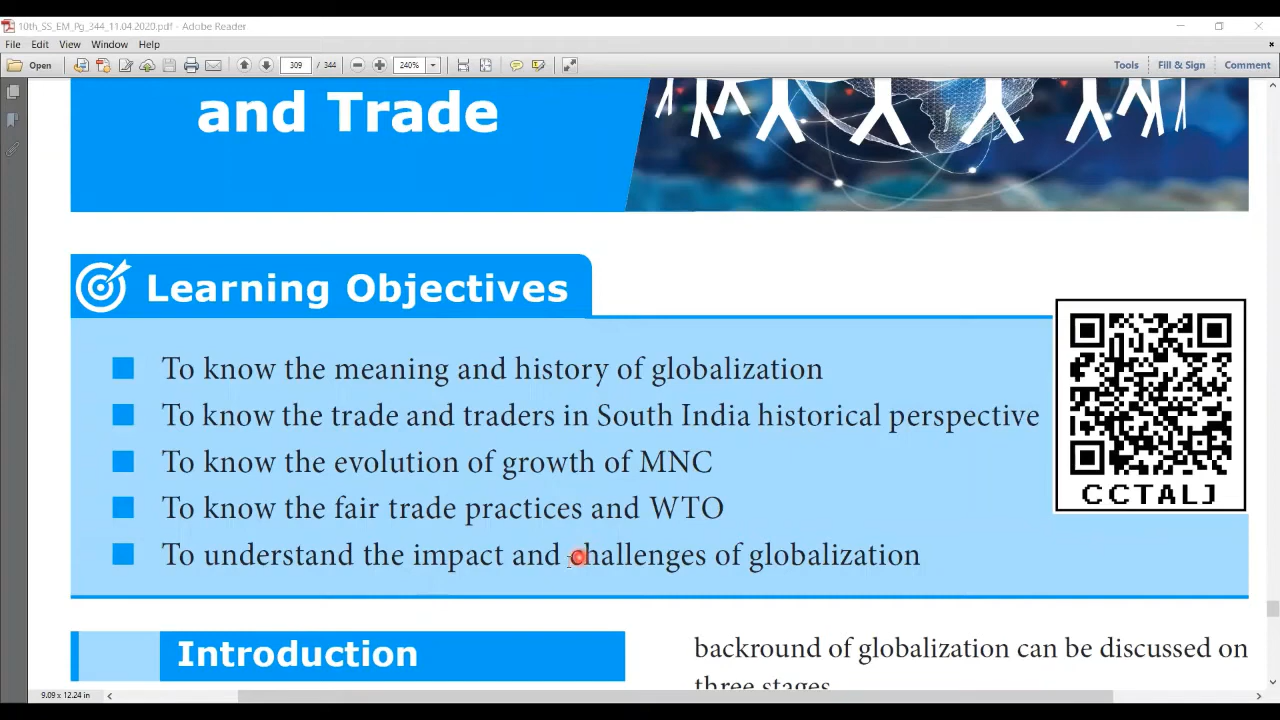 10th_SS_EM_Pg_344_11.04.2020.pdf - Adobe Reader
File Edit View Window Help
Open 309 / 344 240% Tools Fill & Sign Comment
and Trade
Learning Objectives
To know the meaning and history of globalization
To know the trade and traders in South India historical perspective
To know the evolution of growth of MNC
To know the fair trade practices and WTO
To understand the impact and challenges of globalization
CCTALJ
Introduction
backround of globalization can be discussed on
three stages
9.09 x 12.24 in